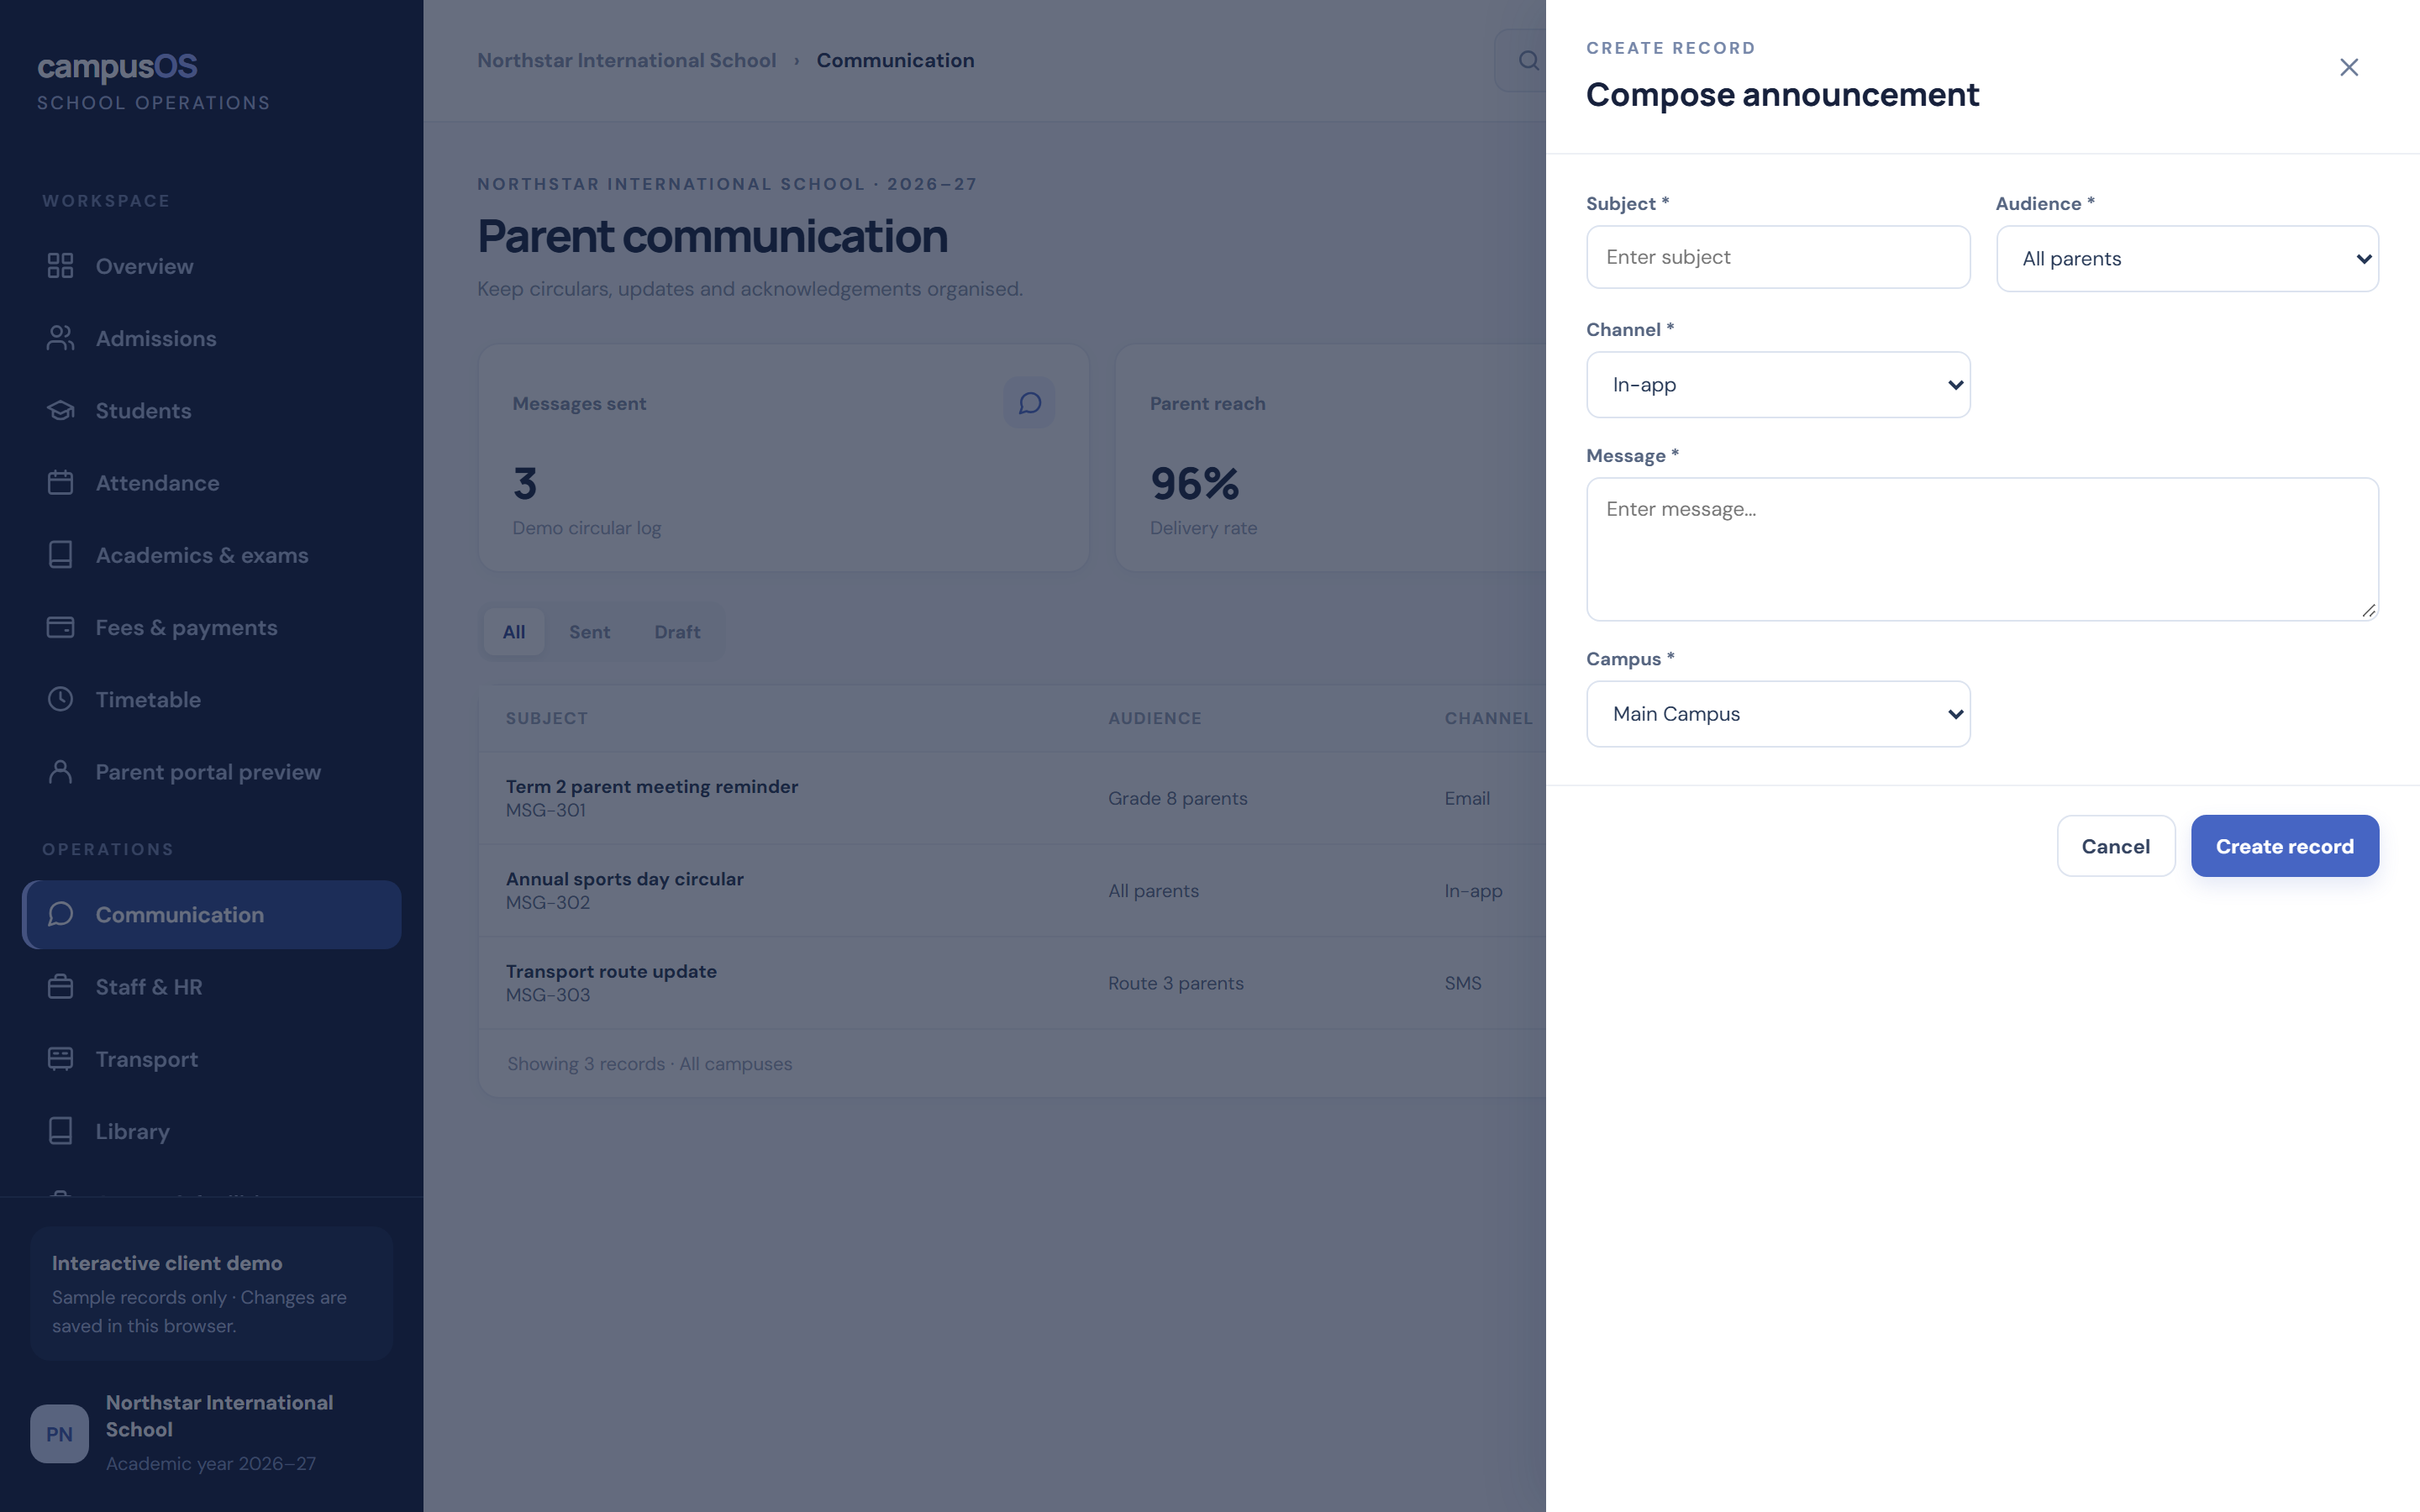 campusOS
SCHOOL OPERATIONS
WORKSPACE
Overview
Admissions
Students
Attendance
Academics & exams
Fees & payments
Timetable
Parent portal preview
OPERATIONS
Communication
Staff & HR
Transport
Library
Interactive client demo
Sample records only · Changes are
saved in this browser.
PN
Northstar International
School
Academic year 2026–27
Northstar International School › Communication
NORTHSTAR INTERNATIONAL SCHOOL · 2026–27
Parent communication
Keep circulars, updates and acknowledgements organised.
Messages sent
3
Demo circular log
Parent reach
96%
Delivery rate
All Sent Draft
SUBJECT AUDIENCE CHANNEL
Term 2 parent meeting reminder
MSG-301
Grade 8 parents
Email
Annual sports day circular
MSG-302
All parents
In-app
Transport route update
MSG-303
Route 3 parents
SMS
Showing 3 records · All campuses
CREATE RECORD
Compose announcement
Subject *
Enter subject
Audience *
All parents
Channel *
In-app
Message *
Enter message...
Campus *
Main Campus
Cancel
Create record